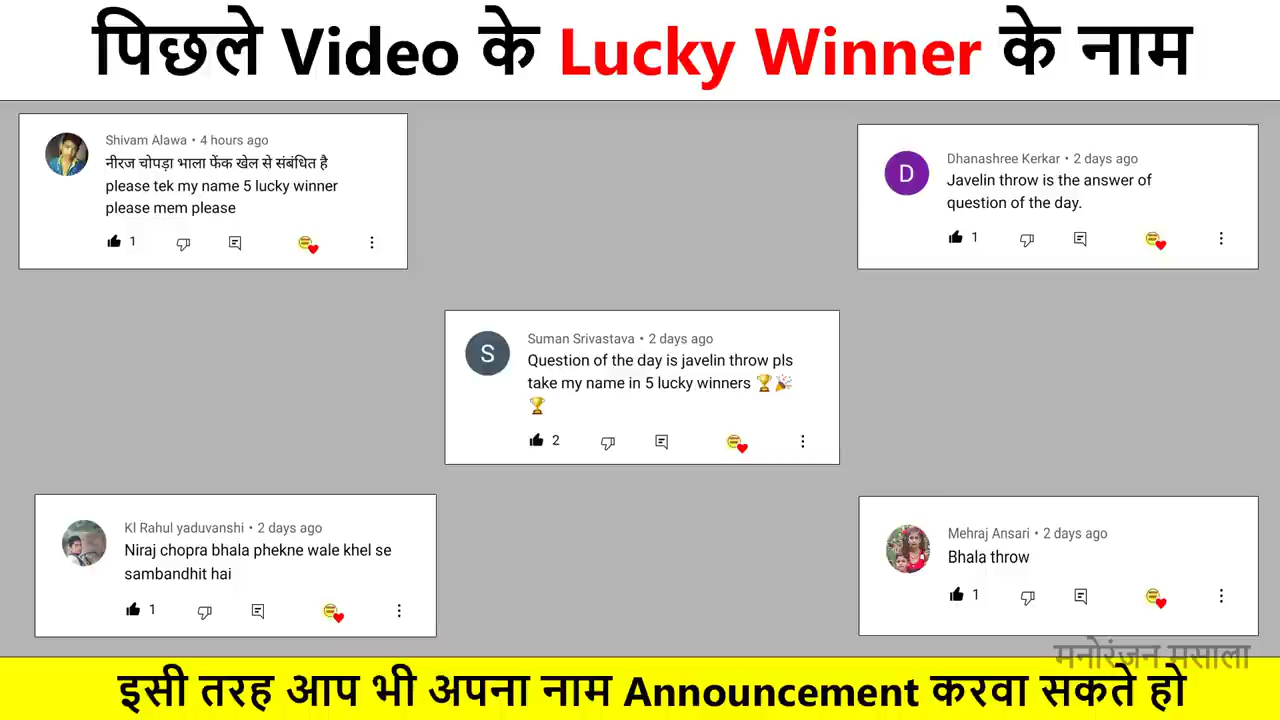 पिछले Video के Lucky Winner के नाम
Shivam Alawa • 4 hours ago
नीरज चोपड़ा भाला फेंक खेल से संबंधित है
please tek my name 5 lucky winner
please mem please
1
Dhanashree Kerkar • 2 days ago
Javelin throw is the answer of
question of the day.
1
D
S
Suman Srivastava • 2 days ago
Question of the day is javelin throw pls
take my name in 5 lucky winners 🏆🎉
🏆
2
Kl Rahul yaduvanshi • 2 days ago
Niraj chopra bhala phekne wale khel se
sambandhit hai
1
Mehraj Ansari • 2 days ago
Bhala throw
1
मनोरंजन मसाला
इसी तरह आप भी अपना नाम Announcement करवा सकते हो